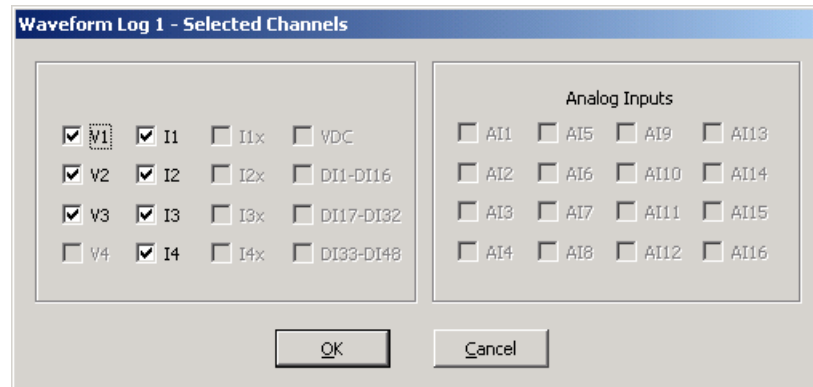 Waveform Log 1 - Selected Channels
V1 I1 I1x VDC
V2 I2 I2x DI1-DI16
V3 I3 I3x DI17-DI32
V4 I4 I4x DI33-DI48
Analog Inputs
AI1 AI5 AI9 AI13
AI2 AI6 AI10 AI14
AI3 AI7 AI11 AI15
AI4 AI8 AI12 AI16
OK Cancel